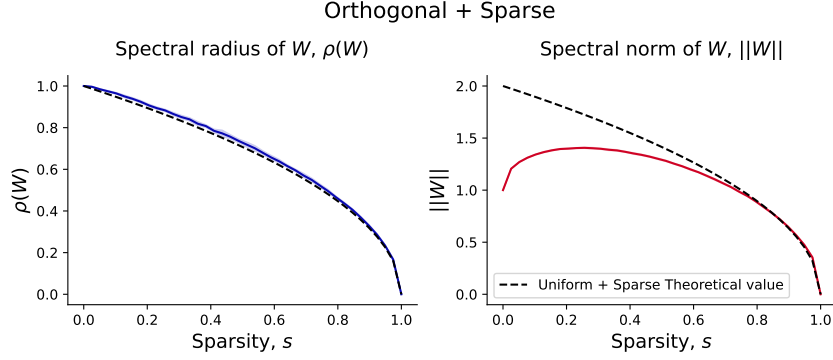 Orthogonal + Sparse
Spectral radius of W, ρ(W)
1.0
0.8
0.6
0.4
0.2
0.0
ρ(W)
0.0 0.2 0.4 0.6 0.8 1.0
Sparsity, s
Spectral norm of W, ||W||
2.0
1.5
1.0
0.5
0.0
||W||
Uniform + Sparse Theoretical value
0.0 0.2 0.4 0.6 0.8 1.0
Sparsity, s